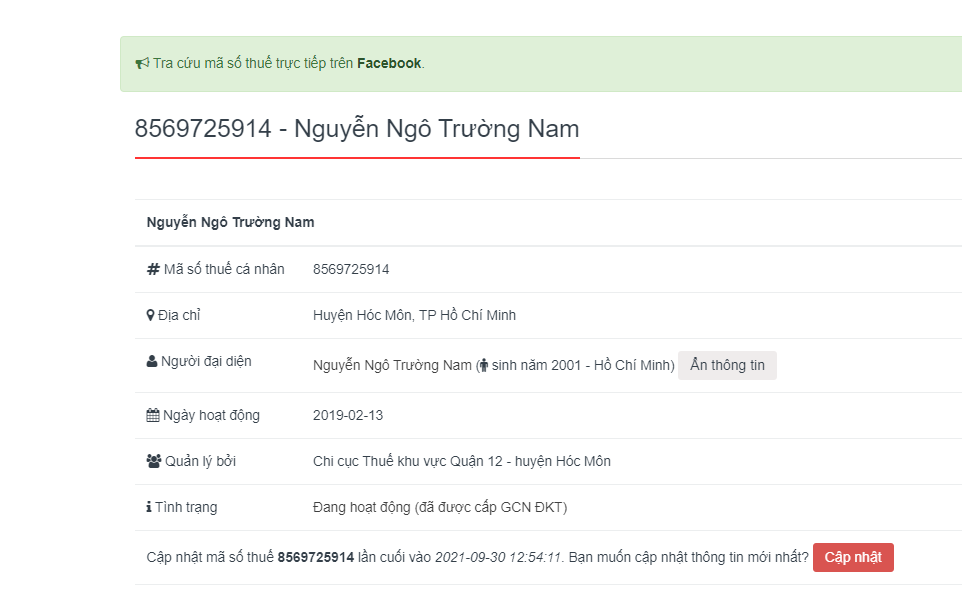 Tra cứu mã số thuế trực tiếp trên Facebook.
8569725914 - Nguyễn Ngô Trường Nam
Nguyễn Ngô Trường Nam
Mã số thuế cá nhân 8569725914
Địa chỉ Huyện Hóc Môn, TP Hồ Chí Minh
Người đại diện Nguyễn Ngô Trường Nam ( sinh năm 2001 - Hồ Chí Minh) Ẩn thông tin
Ngày hoạt động 2019-02-13
Quản lý bởi Chi cục Thuế khu vực Quận 12 - huyện Hóc Môn
Tình trạng Đang hoạt động (đã được cấp GCN ĐKT)
Cập nhật mã số thuế 8569725914 lần cuối vào 2021-09-30 12:54:11. Bạn muốn cập nhật thông tin mới nhất? Cập nhật